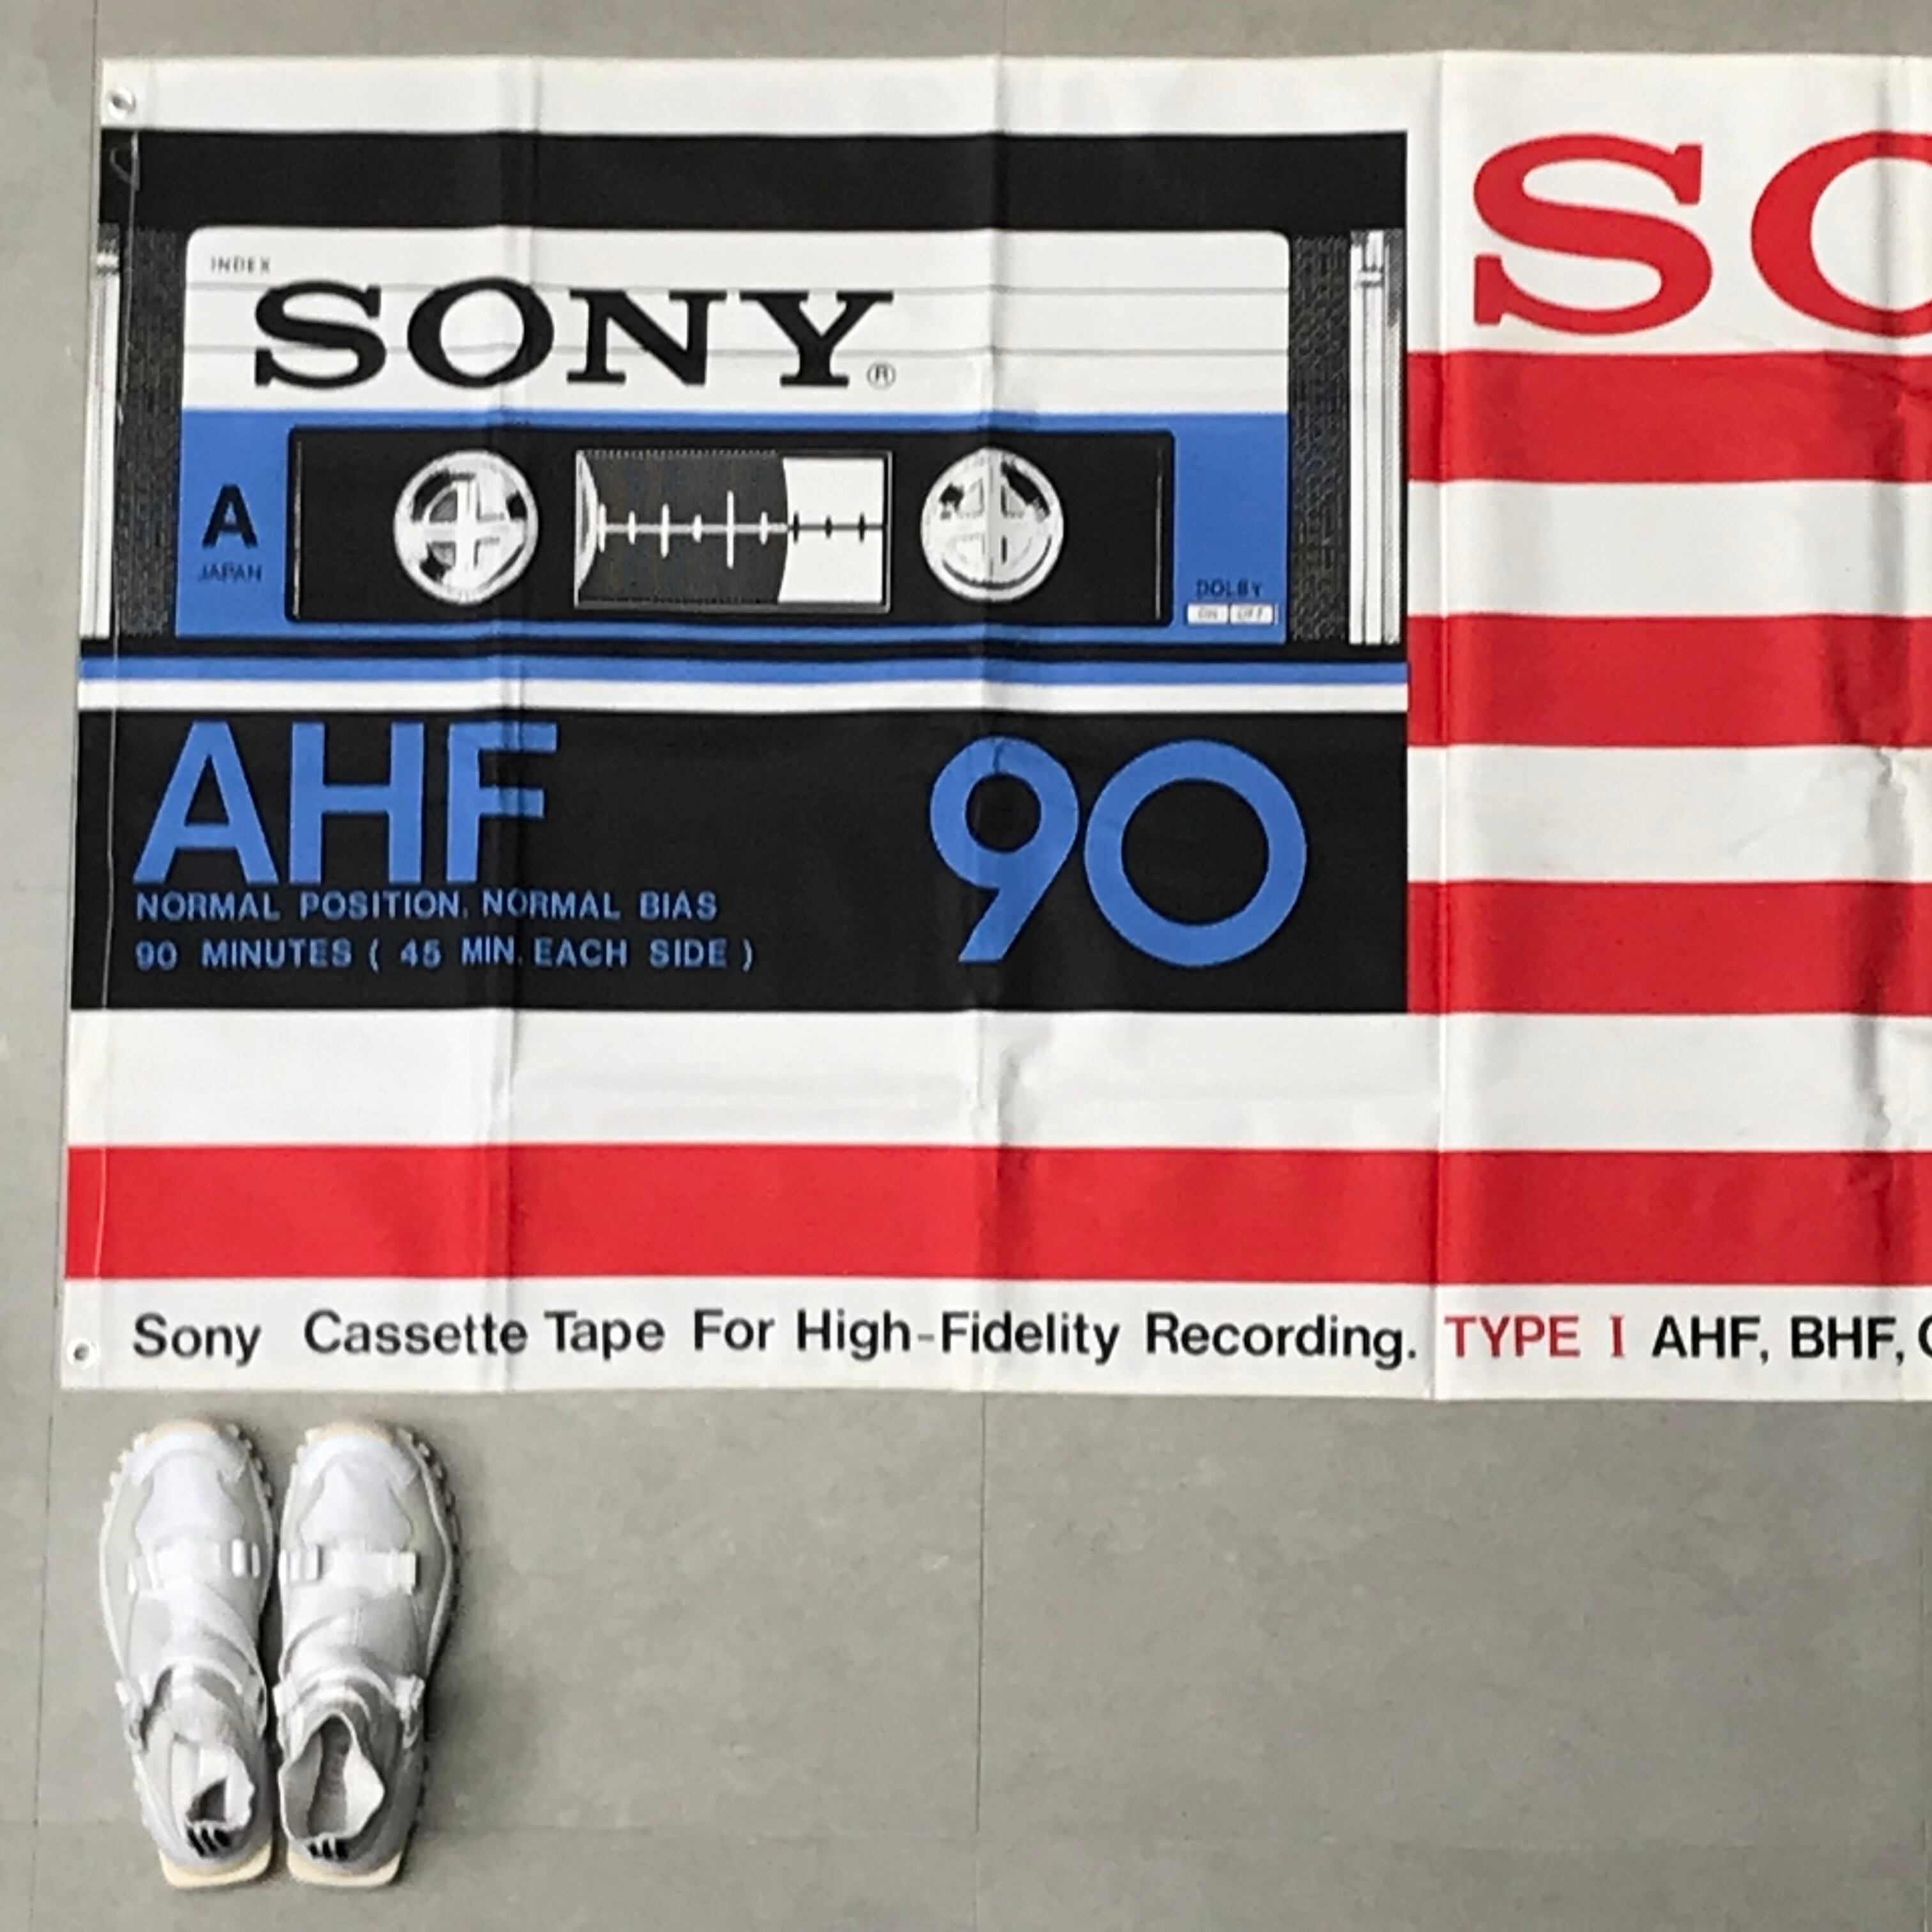 INDEX
SONY®
A
JAPAN
DOLBY
ON OFF
AHF
90
NORMAL POSITION. NORMAL BIAS
90 MINUTES ( 45 MIN. EACH SIDE )
SO
Sony Cassette Tape For High-Fidelity Recording. TYPE I AHF, BHF,